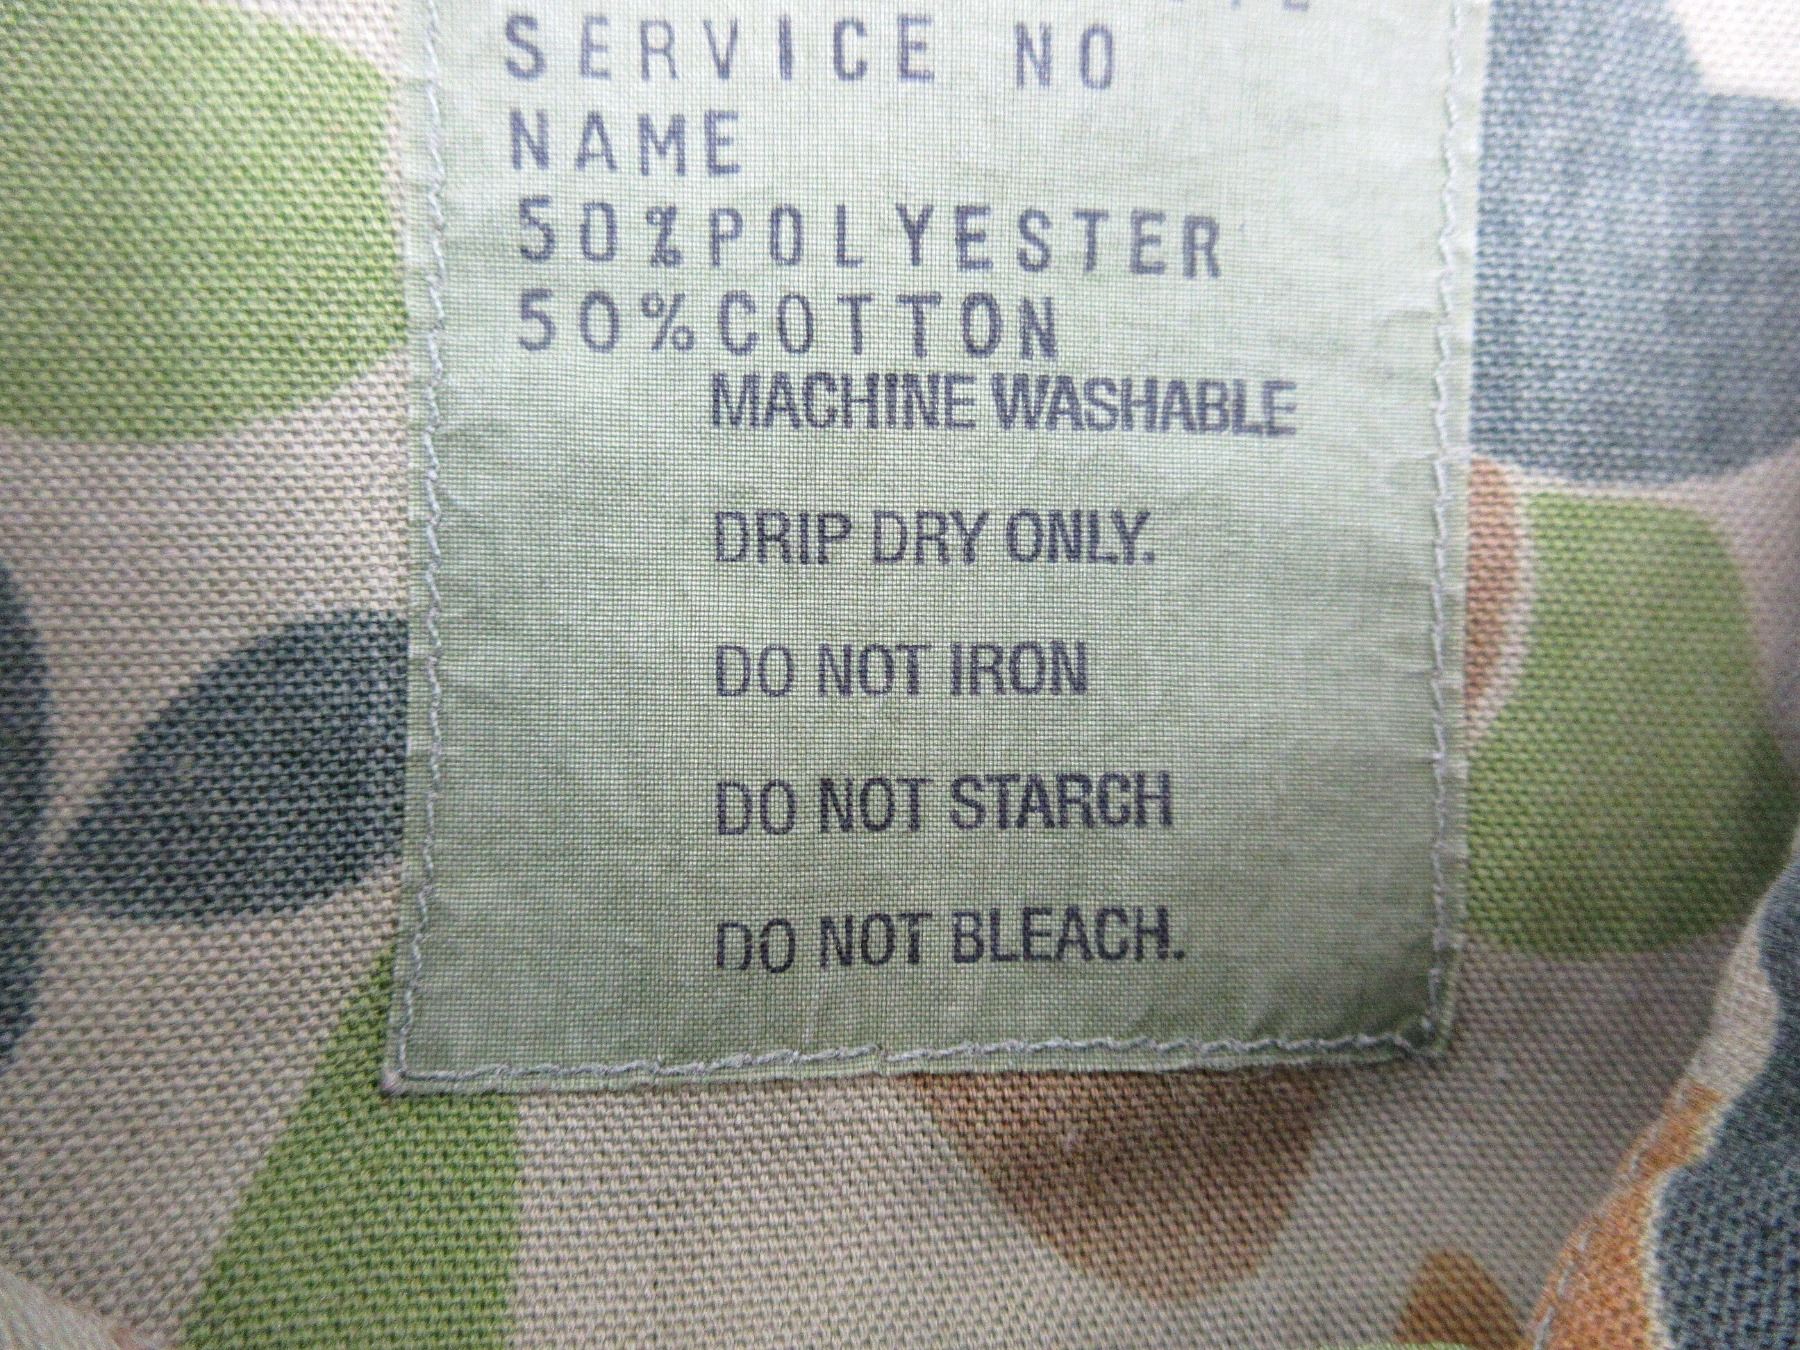 SERVICE NO
NAME
50%POLYESTER
50%COTTON
MACHINE WASHABLE
DRIP DRY ONLY.
DO NOT IRON
DO NOT STARCH
DO NOT BLEACH.